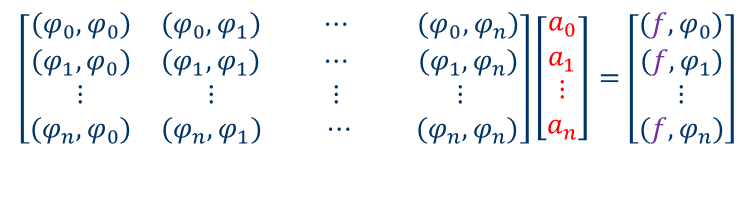 [(φ₀, φ₀) (φ₀, φ₁) ⋯ (φ₀, φₙ)] [a₀] = [(f, φ₀)]
[(φ₁, φ₀) (φ₁, φ₁) ⋯ (φ₁, φₙ)] [a₁] [(f, φ₁)]
⋮ ⋮ ⋮ ⋮ ⋮ ⋮
[(φₙ, φ₀) (φₙ, φ₁) ⋯ (φₙ, φₙ)] [aₙ] [(f, φₙ)]